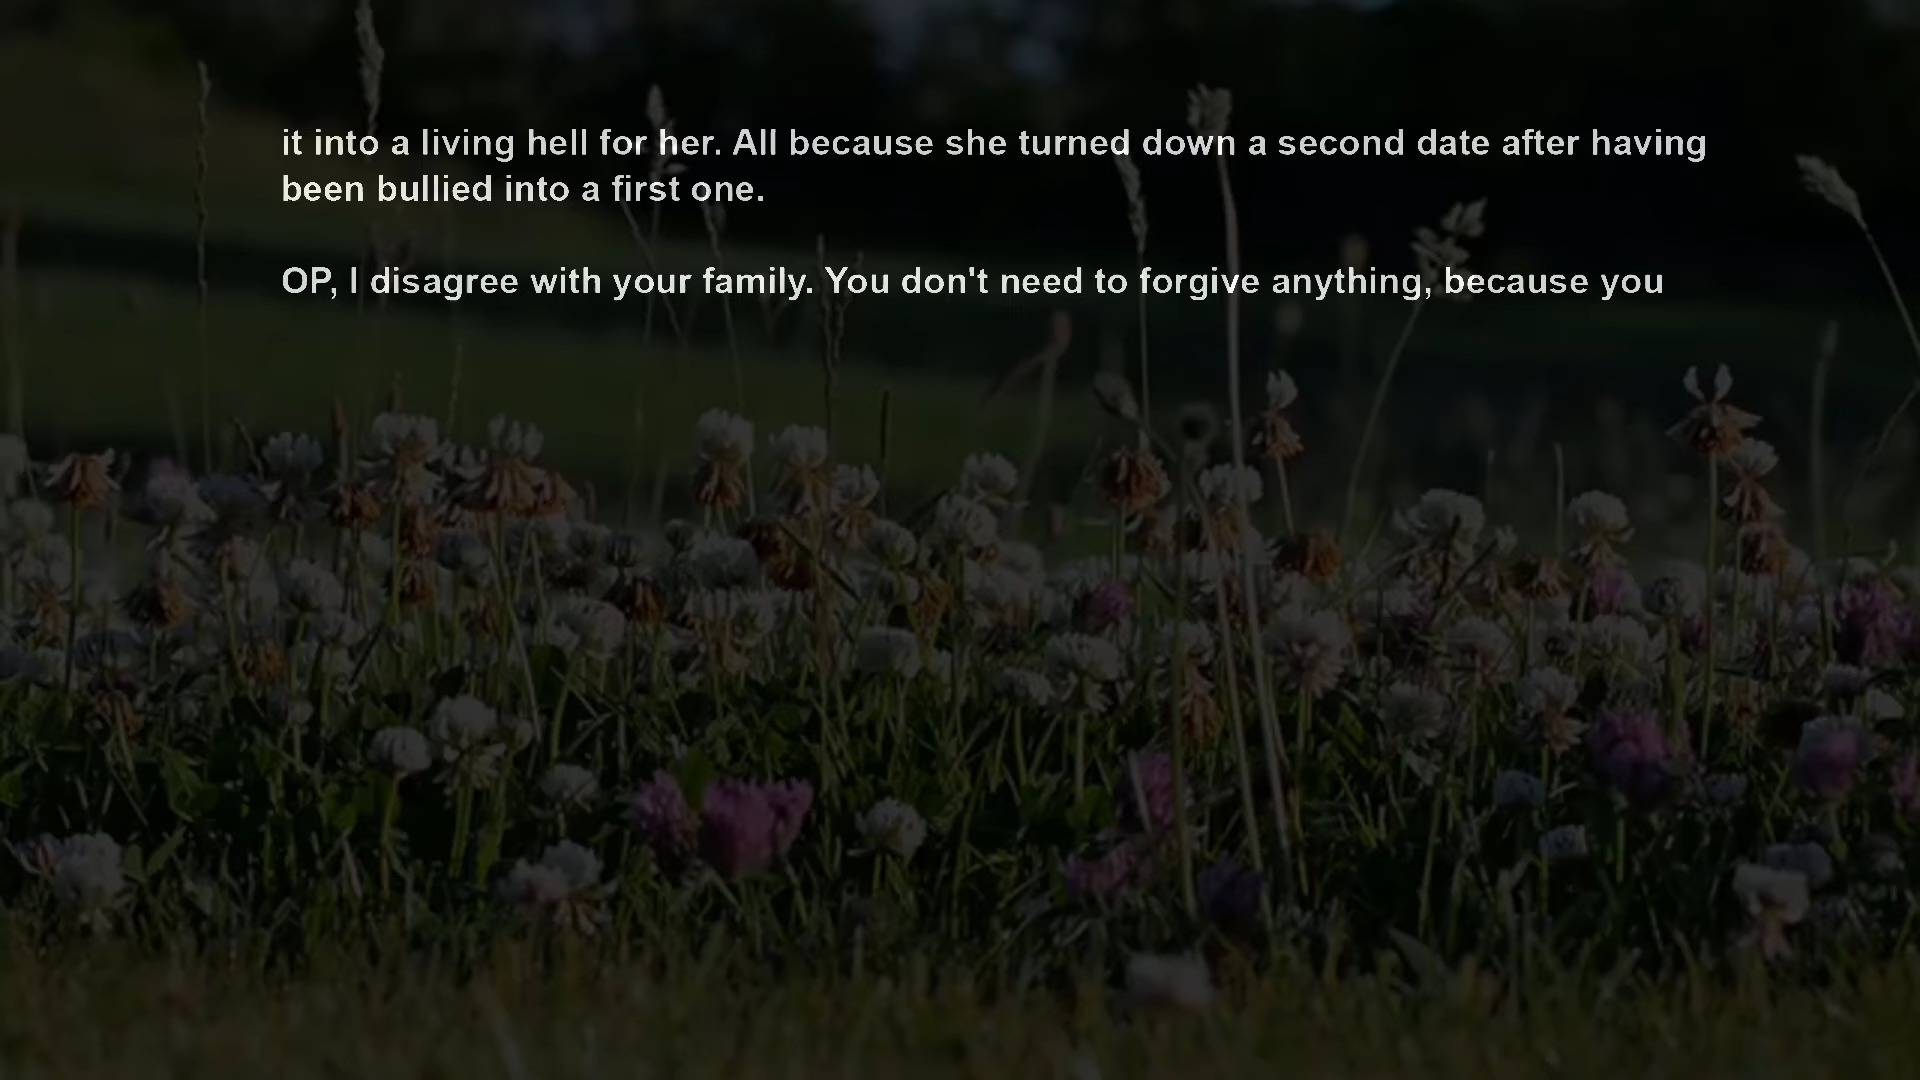 it into a living hell for her. All because she turned down a second date after having
been bullied into a first one.
OP, I disagree with your family. You don't need to forgive anything, because you